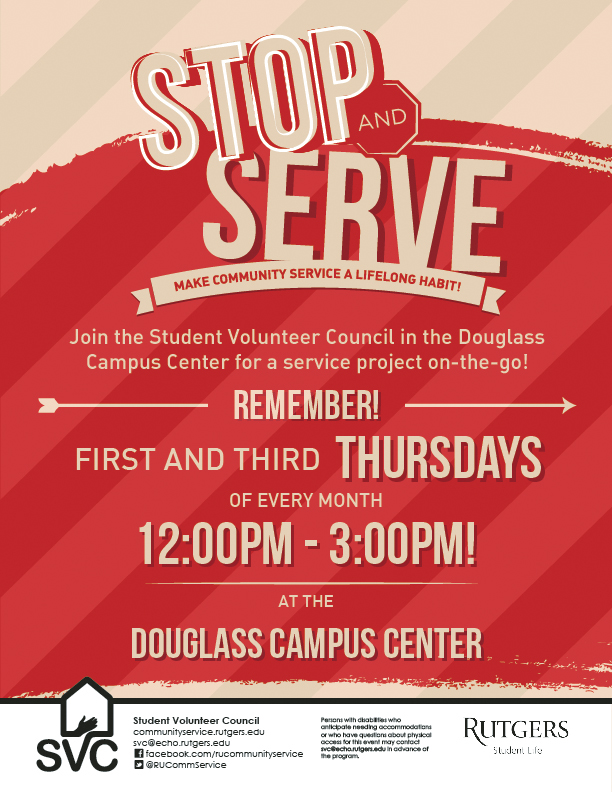 STOP
AND
SERVE
MAKE COMMUNITY SERVICE A LIFELONG HABIT!
Join the Student Volunteer Council in the Douglass
Campus Center for a service project on-the-go!
REMEMBER!
FIRST AND THIRD THURSDAYS
OF EVERY MONTH
12:00PM - 3:00PM!
AT THE
DOUGLASS CAMPUS CENTER
SVC
Student Volunteer Council
communityservice.rutgers.edu
svc@echo.rutgers.edu
facebook.com/rucommunityservice
@RUCommService
Persons with disabilities who
anticipate needing accommodations
or who have questions about physical
access for this event may contact
svc@echo.rutgers.edu in advance of
the program.
RUTGERS
Student Life